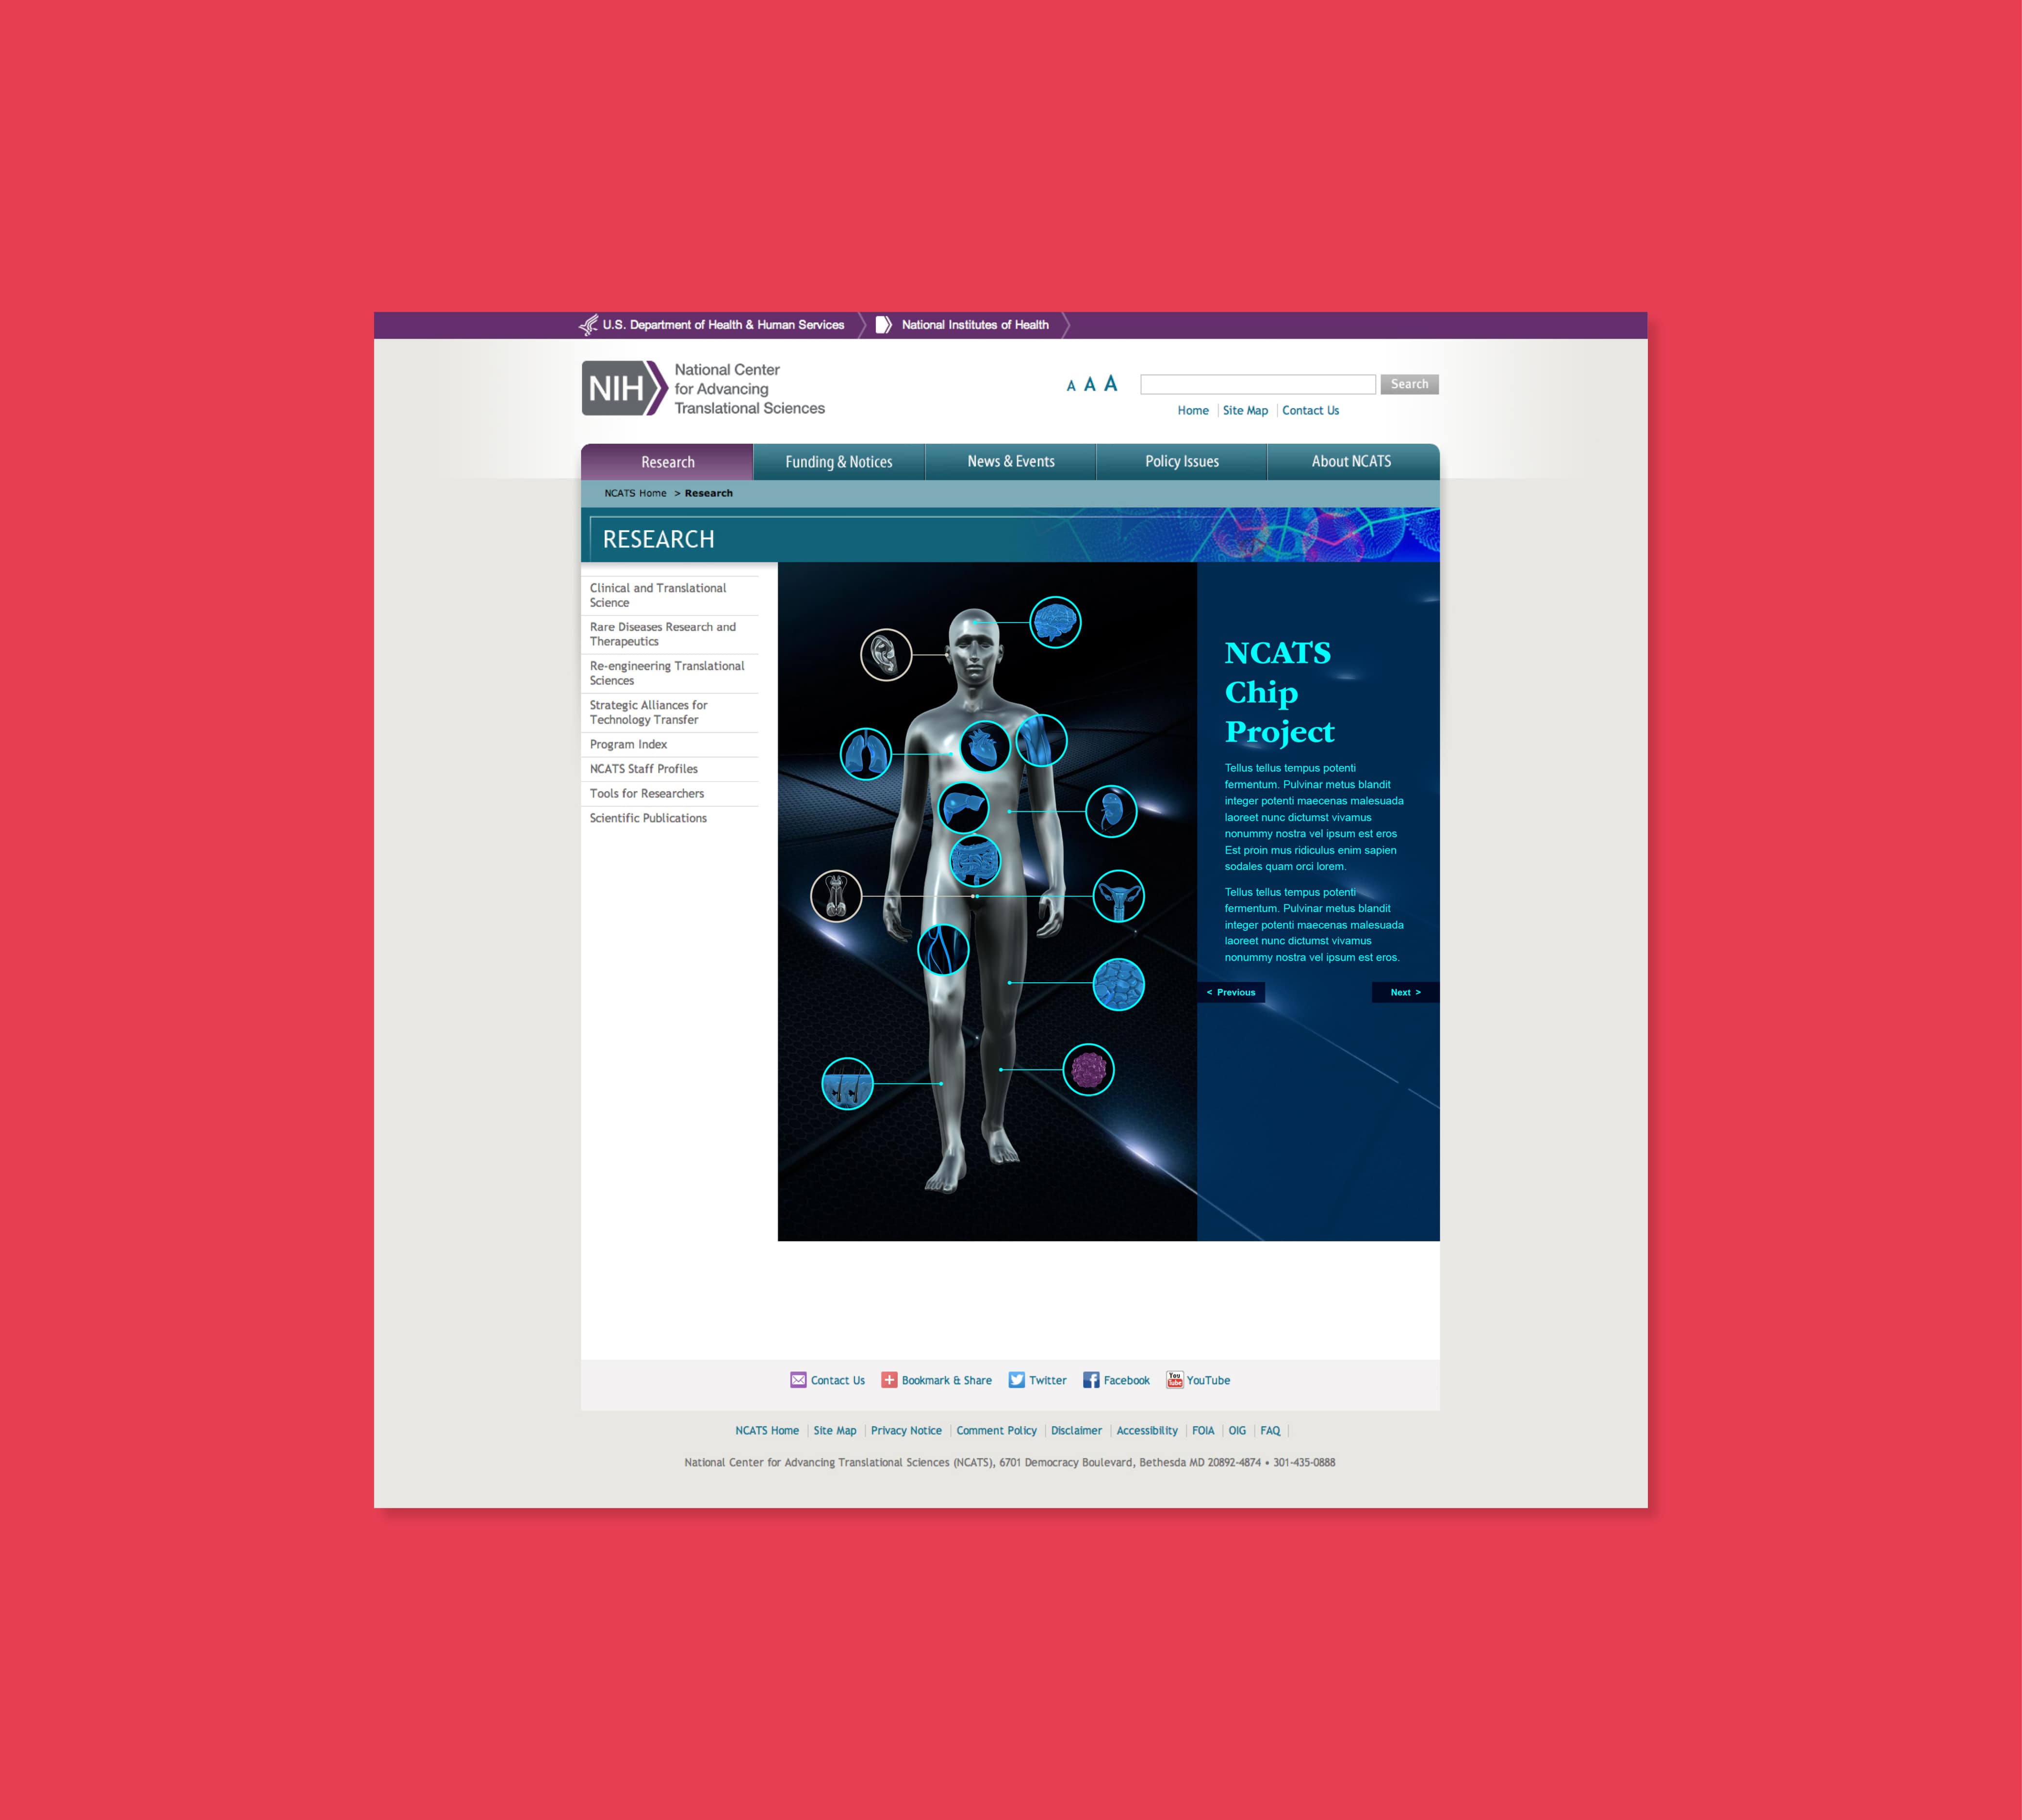 U.S. Department of Health & Human Services
National Institutes of Health
NIH
National Center
for Advancing
Translational Sciences
A A A
Search
Home
Site Map
Contact Us
Research
Funding & Notices
News & Events
Policy Issues
About NCATS
NCATS Home > Research
RESEARCH
Clinical and Translational
Science
Rare Diseases Research and
Therapeutics
Re-engineering Translational
Sciences
Strategic Alliances for
Technology Transfer
Program Index
NCATS Staff Profiles
Tools for Researchers
Scientific Publications
NCATS
Chip
Project
Tellus tellus tempus potenti
fermentum. Pulvinar metus blandit
integer potenti maecenas malesuada
laoreet nunc dictumst vivamus
nonummy nostra vel ipsum est eros
Est proin mus ridiculus enim sapien
sodales quam orci lorem.
Tellus tellus tempus potenti
fermentum. Pulvinar metus blandit
integer potenti maecenas malesuada
laoreet nunc dictumst vivamus
nonummy nostra vel ipsum est eros.
< Previous
Next >
Contact Us
Bookmark & Share
Twitter
Facebook
You
Tube
YouTube
NCATS Home
Site Map
Privacy Notice
Comment Policy
Disclaimer
Accessibility
FOIA
OIG
FAQ
National Center for Advancing Translational Sciences (NCATS), 6701 Democracy Boulevard, Bethesda MD 20892-4874 • 301-435-0888